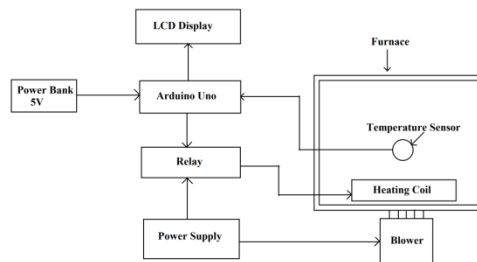 LCD Display
Furnace
Power Bank
5V
Arduino Uno
Temperature Sensor
Relay
Heating Coil
Power Supply
Blower